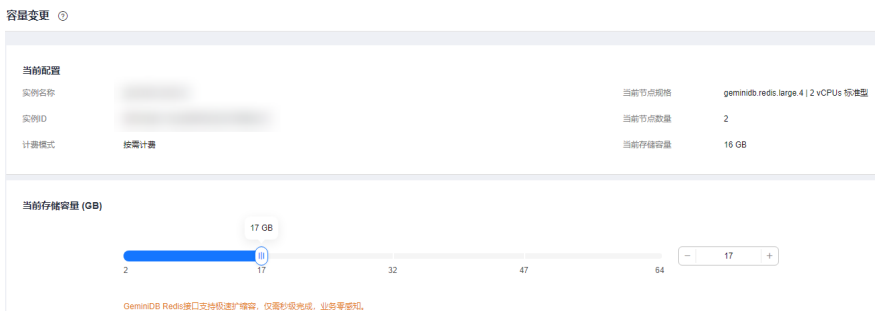 容量变更 ?
当前配置
实例名称 当前节点规格 geminidb.redis.large.4 | 2 vCPUs 标准型
实例ID 当前节点数量 2
计费模式 按需计费 当前存储容量 16 GB
当前存储容量 (GB)
17 GB
− 17 +
2 17 32 47 64
GeminiDB Redis接口支持极速扩缩容，仅需秒级完成，业务零感知。